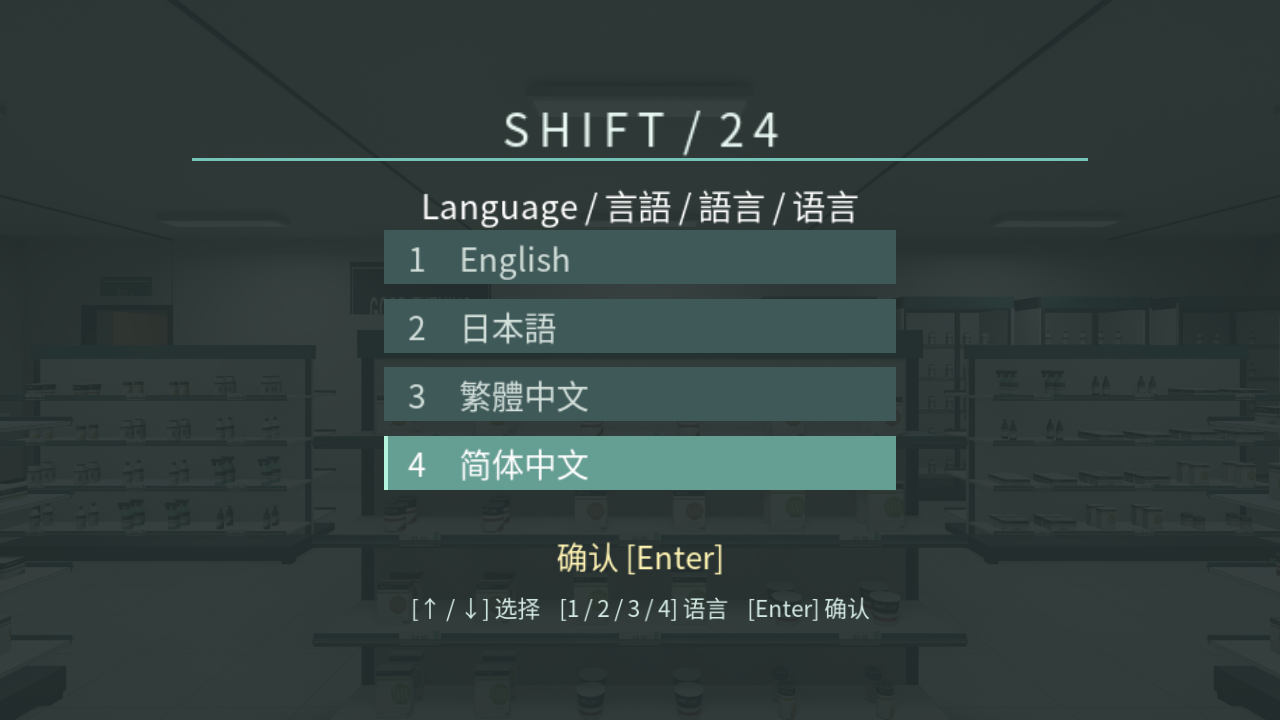 SHIFT / 24
Language / 言語 / 語言 / 语言
1 English
2 日本語
3 繁體中文
4 简体中文
确认 [Enter]
[↑ / ↓] 选择 [1 / 2 / 3 / 4] 语言 [Enter] 确认